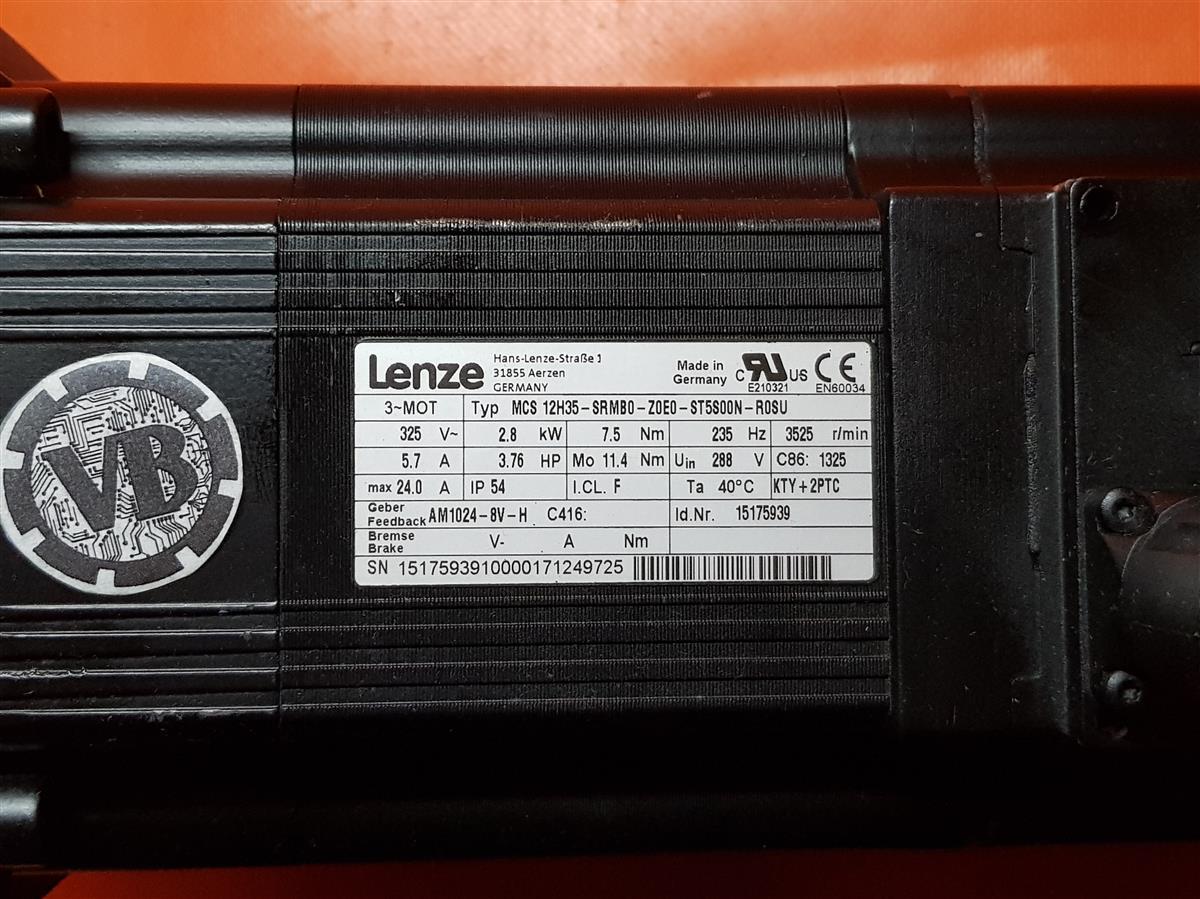 Lenze Hans-Lenze-Straße 1 31855 Aerzen GERMANY Made in Germany C UR US E210321 CE EN60034
3~MOT Typ MCS 12H35-SRMB0-Z0E0-ST5S00N-R0SU
325 V~ 2.8 kW 7.5 Nm 235 Hz 3525 r/min
5.7 A 3.76 HP Mo 11.4 Nm Uin 288 V C86: 1325
max 24.0 A IP 54 I.CL. F Ta 40°C KTY+2PTC
Geber Feedback AM1024-8V-H C416: Id.Nr. 15175939
Bremse Brake V- A Nm
SN 1517593910000171249725
VB